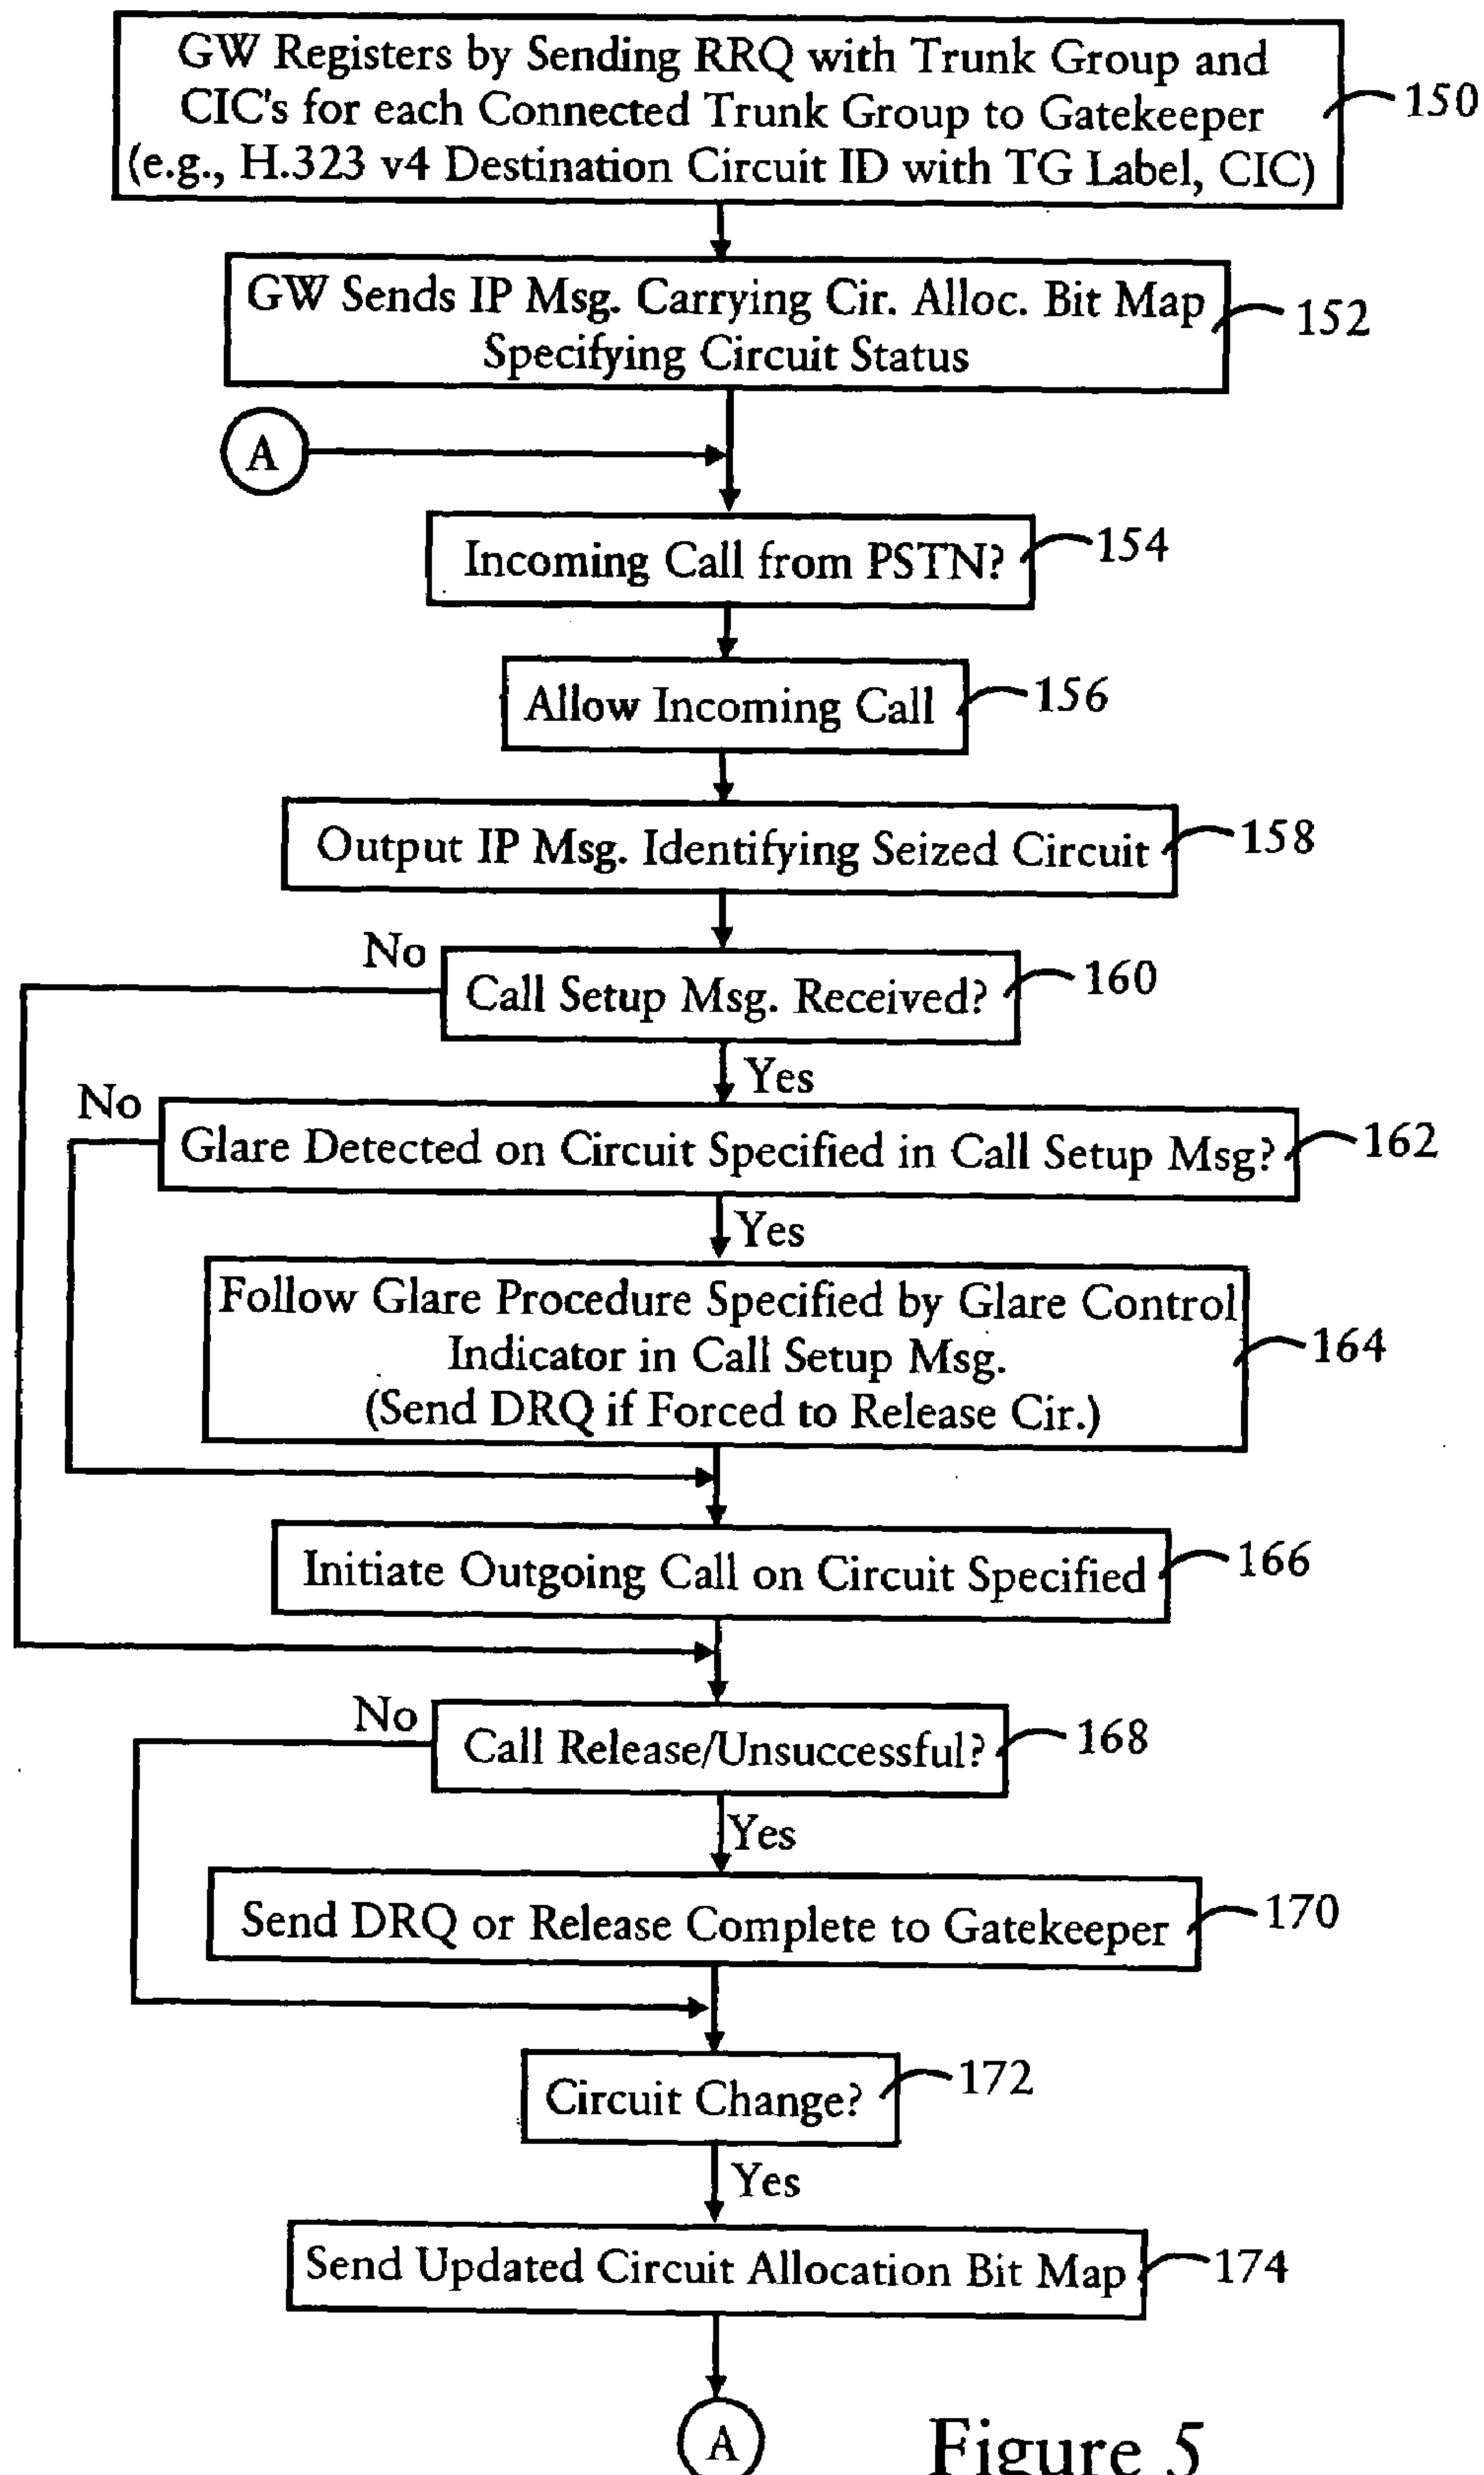 GW Registers by Sending RRQ with Trunk Group and
CIC's for each Connected Trunk Group to Gatekeeper
(e.g., H.323 v4 Destination Circuit ID with TG Label, CIC)
150
GW Sends IP Msg. Carrying Cir. Alloc. Bit Map
Specifying Circuit Status
152
A
Incoming Call from PSTN?
154
Allow Incoming Call
156
Output IP Msg. Identifying Seized Circuit
158
No
Call Setup Msg. Received?
160
Yes
No
Glare Detected on Circuit Specified in Call Setup Msg?
162
Yes
Follow Glare Procedure Specified by Glare Control
Indicator in Call Setup Msg.
(Send DRQ if Forced to Release Cir.)
164
Initiate Outgoing Call on Circuit Specified
166
No
Call Release/Unsuccessful?
168
Yes
Send DRQ or Release Complete to Gatekeeper
170
Circuit Change?
172
Yes
Send Updated Circuit Allocation Bit Map
174
A
Figure 5